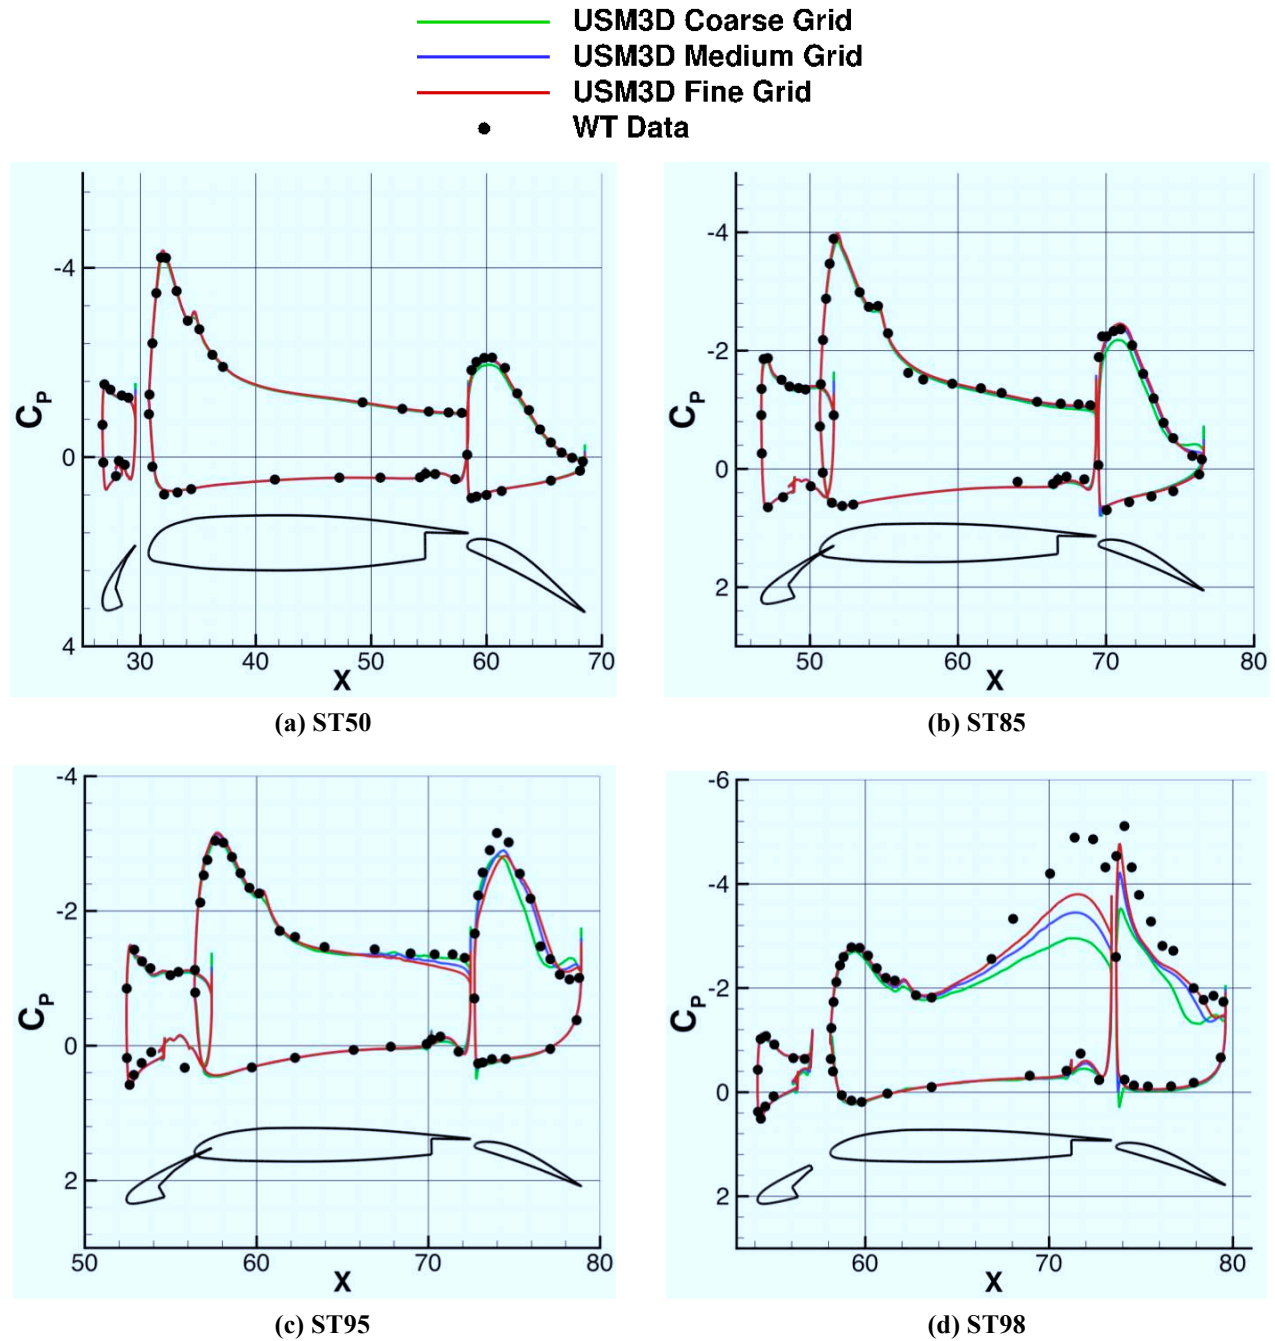 USM3D Coarse Grid
USM3D Medium Grid
USM3D Fine Grid
WT Data
-4
0
4
CP
30 40 50 60 70
X
(a) ST50
-4
-2
0
2
CP
50 60 70 80
X
(b) ST85
-4
-2
0
2
CP
50 60 70 80
X
(c) ST95
-6
-4
-2
0
2
CP
60 70 80
X
(d) ST98